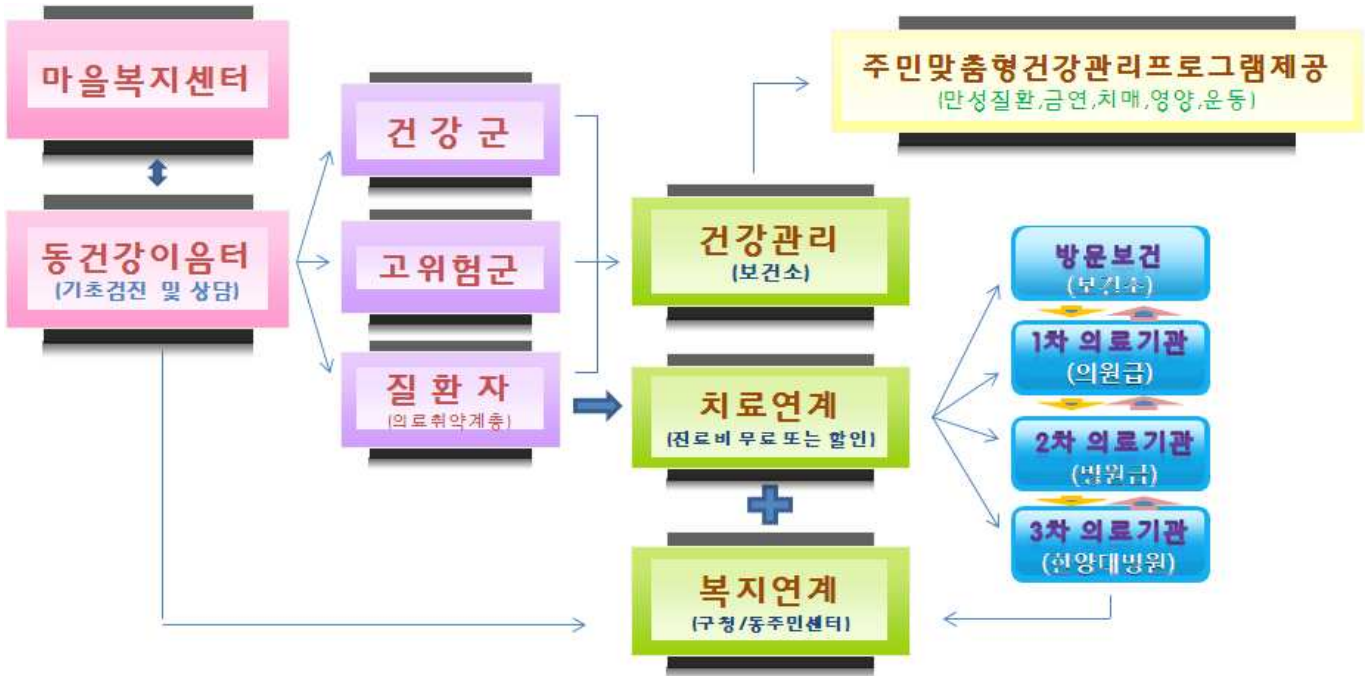 마을복지센터
동건강이음터
(기초검진 및 상담)
건강군
고위험군
질환자
(의료취약계층)
주민맞춤형건강관리프로그램제공
(만성질환,금연,치매,영양,운동)
건강관리
(보건소)
치료연계
(진료비 무료 또는 할인)
복지연계
(구청/동주민센터)
방문보건
(보건소)
1차 의료기관
(의원급)
2차 의료기관
(병원급)
3차 의료기관
(한양대병원)